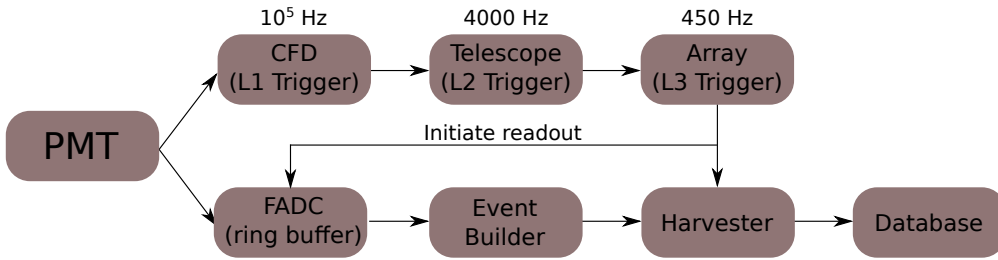 10⁵ Hz
4000 Hz
450 Hz
CFD
(L1 Trigger)
Telescope
(L2 Trigger)
Array
(L3 Trigger)
PMT
Initiate readout
FADC
(ring buffer)
Event
Builder
Harvester
Database